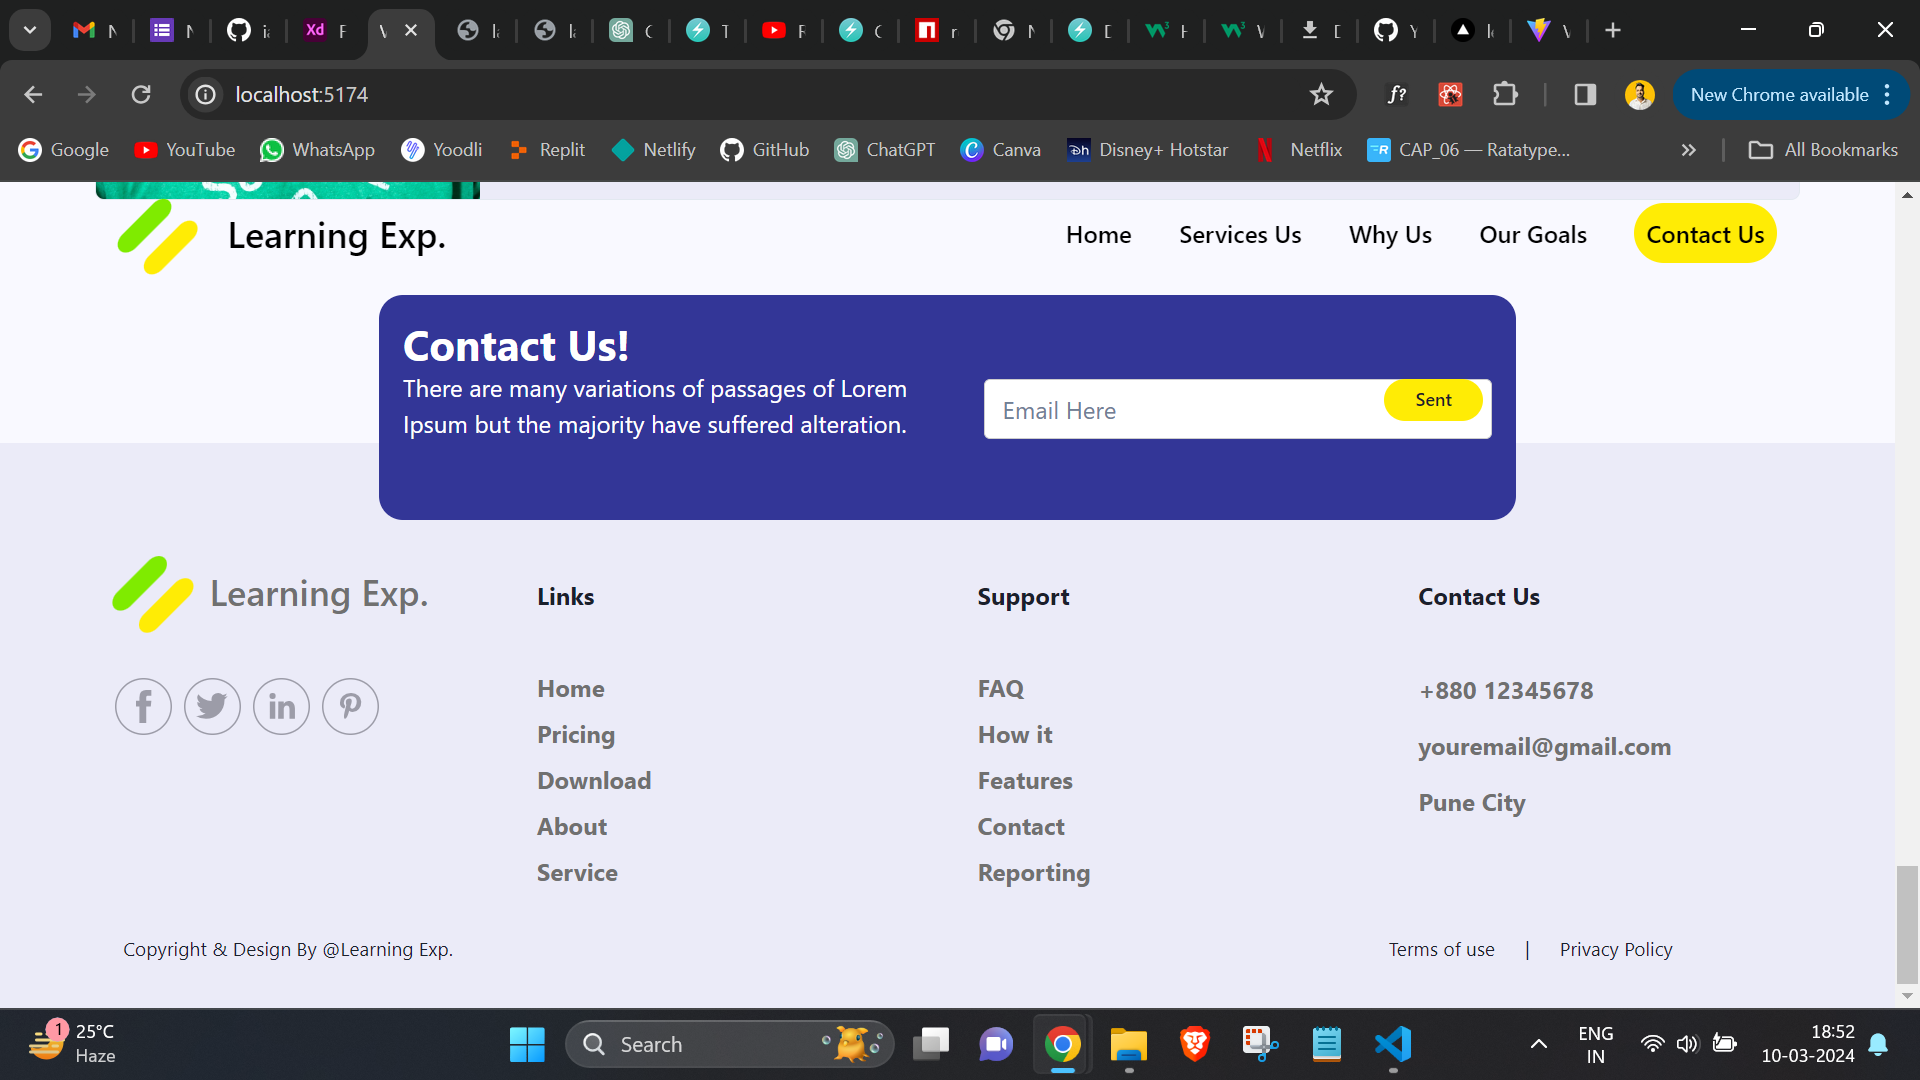 localhost:5174
New Chrome available
Google
YouTube
WhatsApp
Yoodli
Replit
Netlify
GitHub
ChatGPT
Canva
Disney+ Hotstar
Netflix
CAP_06 — Ratatype...
All Bookmarks
Learning Exp.
Home
Services Us
Why Us
Our Goals
Contact Us
Contact Us!
There are many variations of passages of Lorem
Ipsum but the majority have suffered alteration.
Email Here
Sent
Learning Exp.
Links
Home
Pricing
Download
About
Service
Support
FAQ
How it
Features
Contact
Reporting
Contact Us
+880 12345678
youremail@gmail.com
Pune City
Copyright & Design By @Learning Exp.
Terms of use | Privacy Policy
1
25°C
Haze
Search
ENG
IN
18:52
10-03-2024